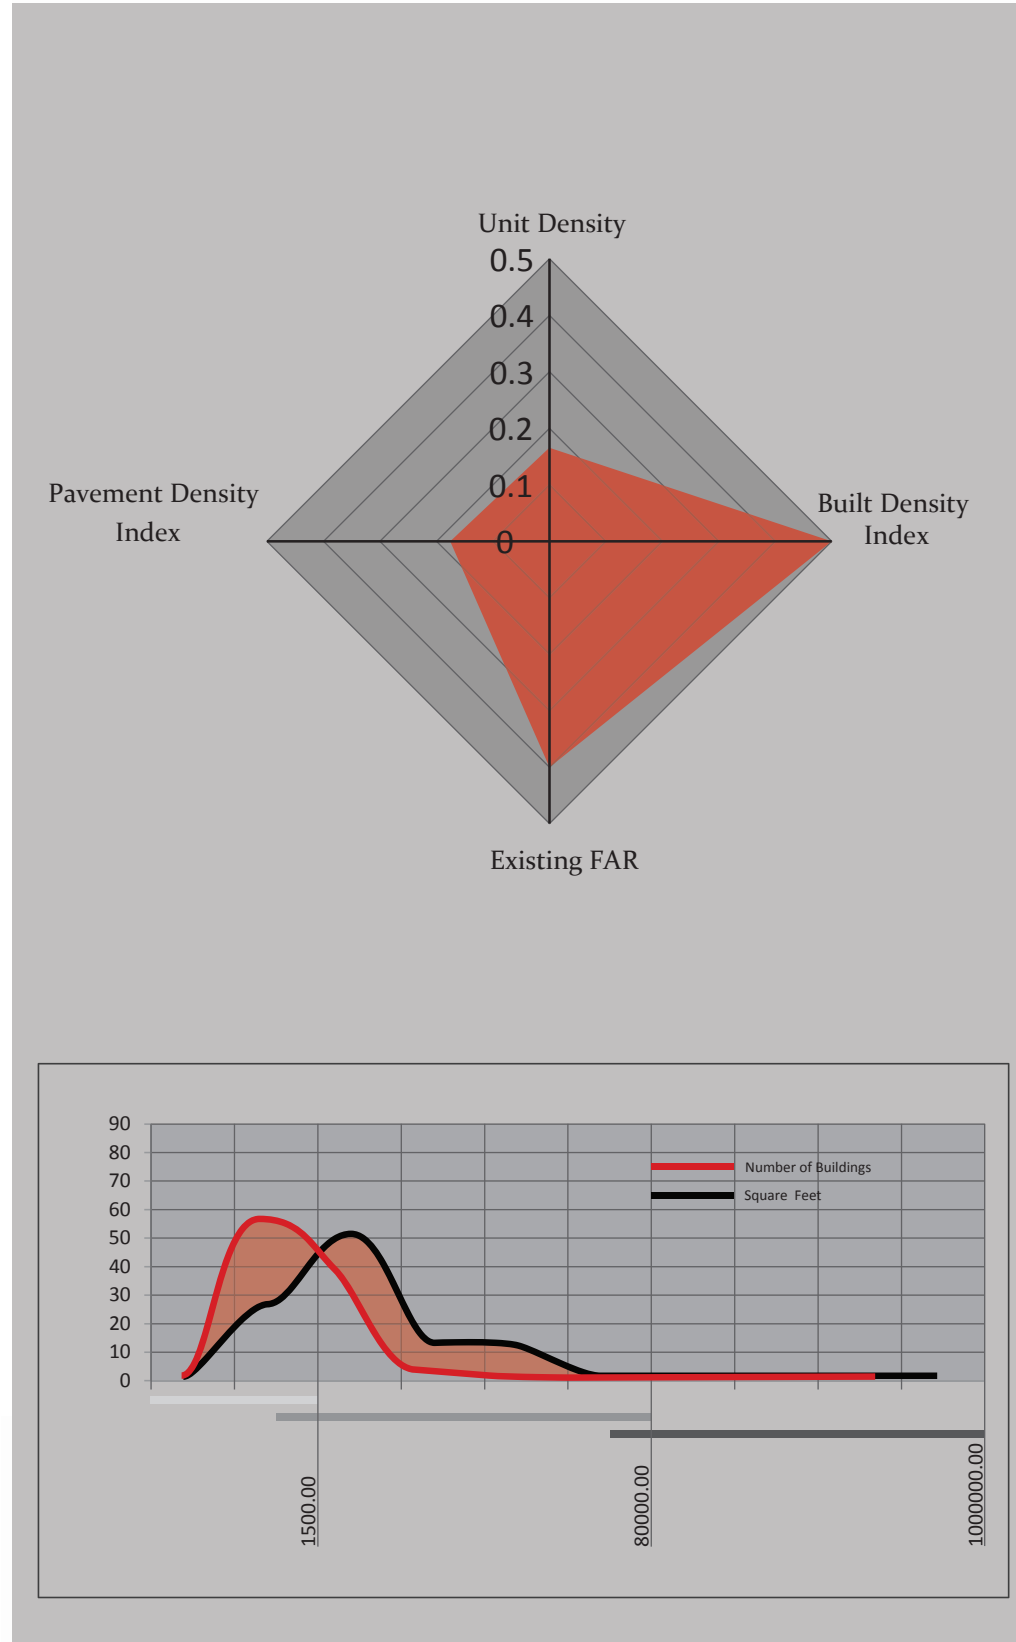 Unit Density
0.5
0.4
0.3
0.2
0.1
0
Pavement Density
Index
Built Density
Index
Existing FAR
90
80
70
60
50
40
30
20
10
0
Number of Buildings
Square Feet
1500.00
80000.00
1000000.00